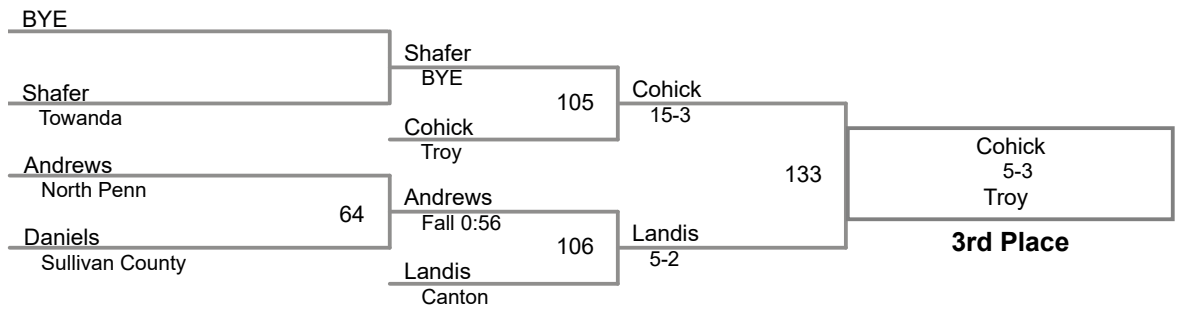 BYE
Shafer
Towanda
Andrews
North Penn
64
Daniels
Sullivan County
Shafer
BYE
105
Cohick
Troy
Andrews
Fall 0:56
106
Landis
Canton
Cohick
15-3
133
Landis
5-2
Cohick
5-3
Troy
3rd Place